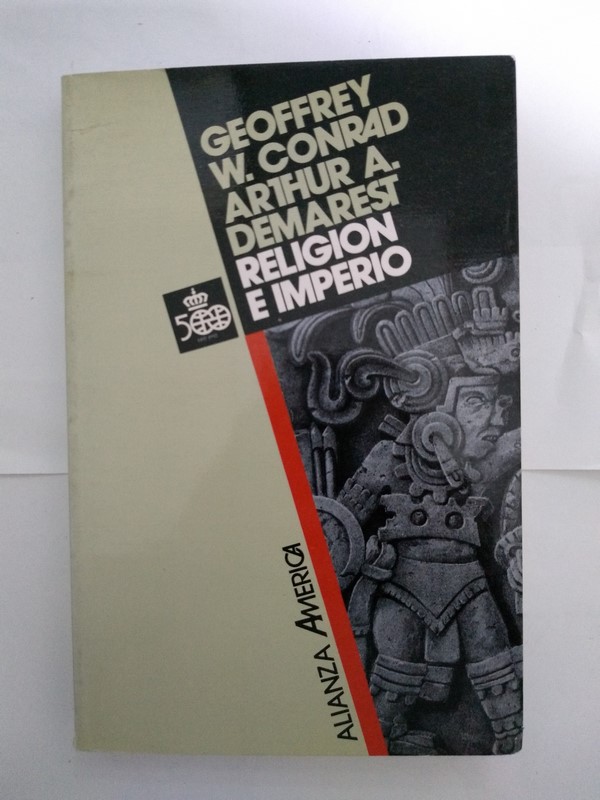 GEOFFREY
W. CONRAD
ARTHUR A.
DEMAREST
RELIGION
E IMPERIO
500
ALIANZA AMERICA